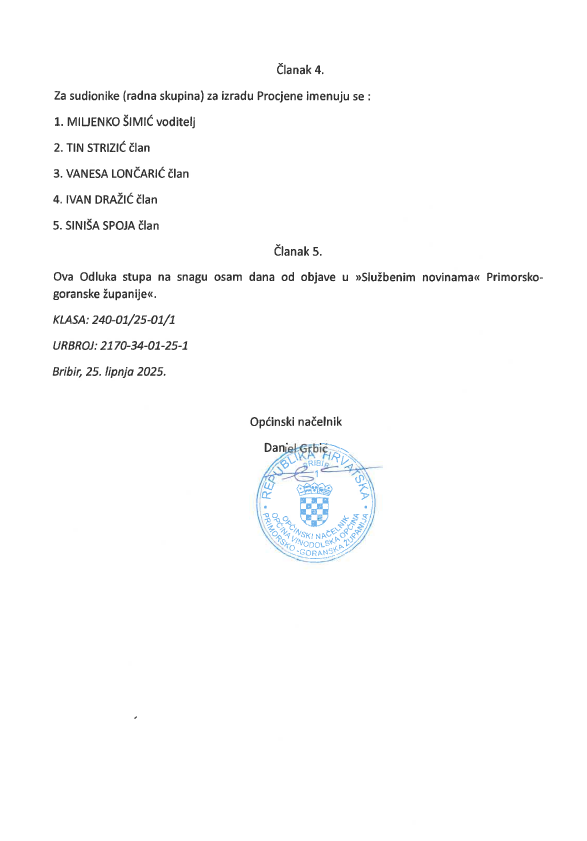 Članak 4.
Za sudionike (radna skupina) za izradu Procjene imenuju se :
1. MILJENKO ŠIMIĆ voditelj
2. TIN STRIZIĆ član
3. VANESA LONČARIĆ član
4. IVAN DRAŽIĆ član
5. SINIŠA SPOJA član
Članak 5.
Ova Odluka stupa na snagu osam dana od objave u »Službenim novinama« Primorsko-
goranske županije«.
KLASA: 240-01/25-01/1
URBROJ: 2170-34-01-25-1
Bribir, 25. lipnja 2025.
Općinski načelnik
Daniel Grbić
REPUBLIKA HRVATSKA
BRIBIR
1
OPĆINSKI NAČELNIK
OPĆINA VINODOLSKA OPĆINA
PRIMORSKO-GORANSKA ŽUPANIJA